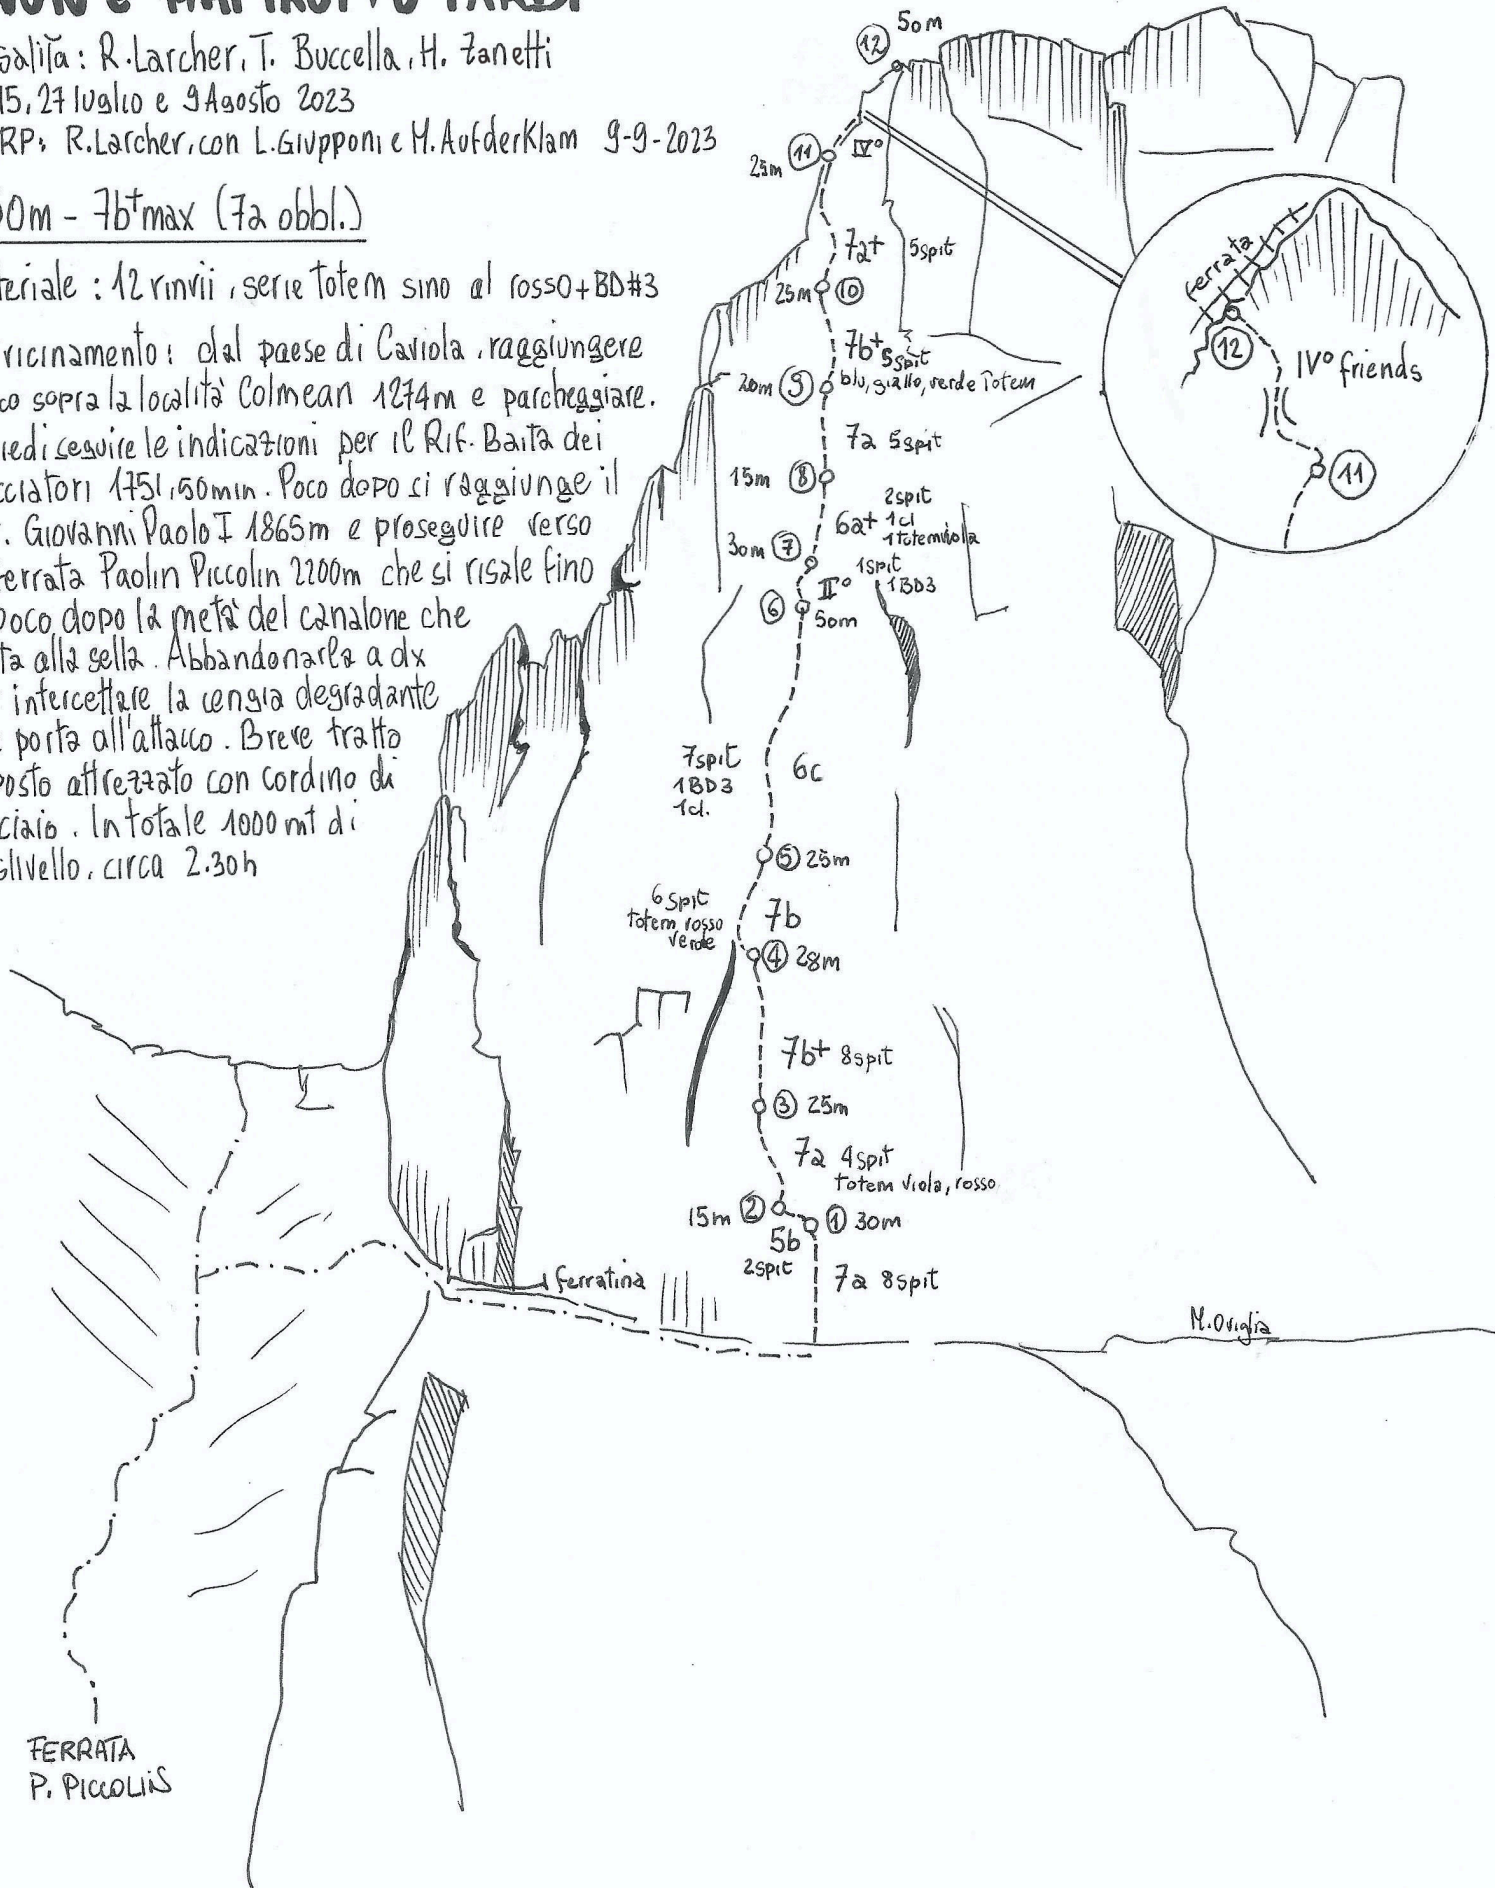 salita: R.Larcher, T. Buccella, H. Zanetti
15, 27 luglio e 9 Agosto 2023
RP: R.Larcher, con L.Giupponi e M.Aufderklam 9-9-2023
0m - 7b+ max (7a obbl.)
teriale: 12 rinvii, serie totem sino al rosso+BD#3
vicinamento: dal paese di Caviola, raggiungere
co sopra la località Colmean 1274m e parcheggiare.
iedi seguire le indicazioni per il Rif. Baita dei
cciatori 1751, 50min. Poco dopo si raggiunge il
. Giovanni Paolo I 1865m e proseguire verso
errata Paolin Piccolin 2200m che si risale fino
poco dopo la metà del canalone che
ta alla sella. Abbandonarla a dx
intercettare la cengia degradante
porta all'attacco. Breve tratto
posto attrezzato con cordino di
ciaio. In totale 1000 mt di
slivello, circa 2.30h
12 50m
11 IV°
25m
7a+ 5spit
25m 10
7b+ 5spit
20m 9 blu, giallo, verde Totem
7a 5spit
15m 8
2spit
6a+ 1cl
1 totem viola
30m 7
1spit
II° 1BD3
6 50m
7spit
1BD3
1cl.
6c
5 25m
6 spit
totem rosso
verde
7b
4 28m
7b+ 8spit
3 25m
7a 4spit
totem viola, rosso
15m 2
1 30m
5b
2spit
7a 8spit
ferrata
12
IV° friends
11
ferratina
M.Oviglia
FERRATA
P. PICCOLIS